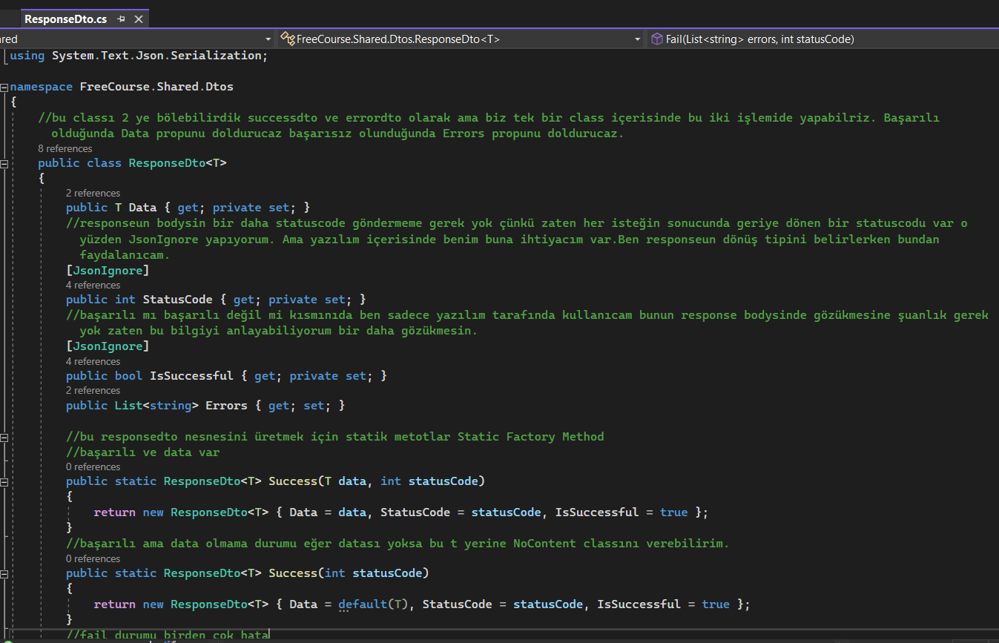 ResponseDto.cs
red
FreeCourse.Shared.Dtos.ResponseDto<T>
Fail(List<string> errors, int statusCode)
using System.Text.Json.Serialization;
namespace FreeCourse.Shared.Dtos
{
//bu classı 2 ye bölebilirdik successdto ve errordto olarak ama biz tek bir class içerisinde bu iki işlemide yapabilriz. Başarılı
olduğunda Data propunu doldurucaz başarısız olunduğunda Errors propunu doldurucaz.
8 references
public class ResponseDto<T>
{
2 references
public T Data { get; private set; }
//responseun bodysin bir daha statuscode göndermeme gerek yok çünkü zaten her isteğin sonucunda geriye dönen bir statuscodu var o
yüzden JsonIgnore yapıyorum. Ama yazılım içerisinde benim buna ihtiyacım var.Ben responseun dönüş tipini belirlerken bundan
faydalanıcam.
[JsonIgnore]
4 references
public int StatusCode { get; private set; }
//başarılı mı başarılı değil mi kısmınıda ben sadece yazılım tarafında kullanıcam bunun response bodysinde gözükmesine şuanlık gerek
yok zaten bu bilgiyi anlayabiliyorum bir daha gözükmesin.
[JsonIgnore]
4 references
public bool IsSuccessful { get; private set; }
2 references
public List<string> Errors { get; set; }
//bu responsedto nesnesini üretmek için statik metotlar Static Factory Method
//başarılı ve data var
0 references
public static ResponseDto<T> Success(T data, int statusCode)
{
return new ResponseDto<T> { Data = data, StatusCode = statusCode, IsSuccessful = true };
}
//başarılı ama data olmama durumu eğer datası yoksa bu t yerine NoContent classını verebilirim.
0 references
public static ResponseDto<T> Success(int statusCode)
{
return new ResponseDto<T> { Data = default(T), StatusCode = statusCode, IsSuccessful = true };
}
//fail durumu birden çok hata